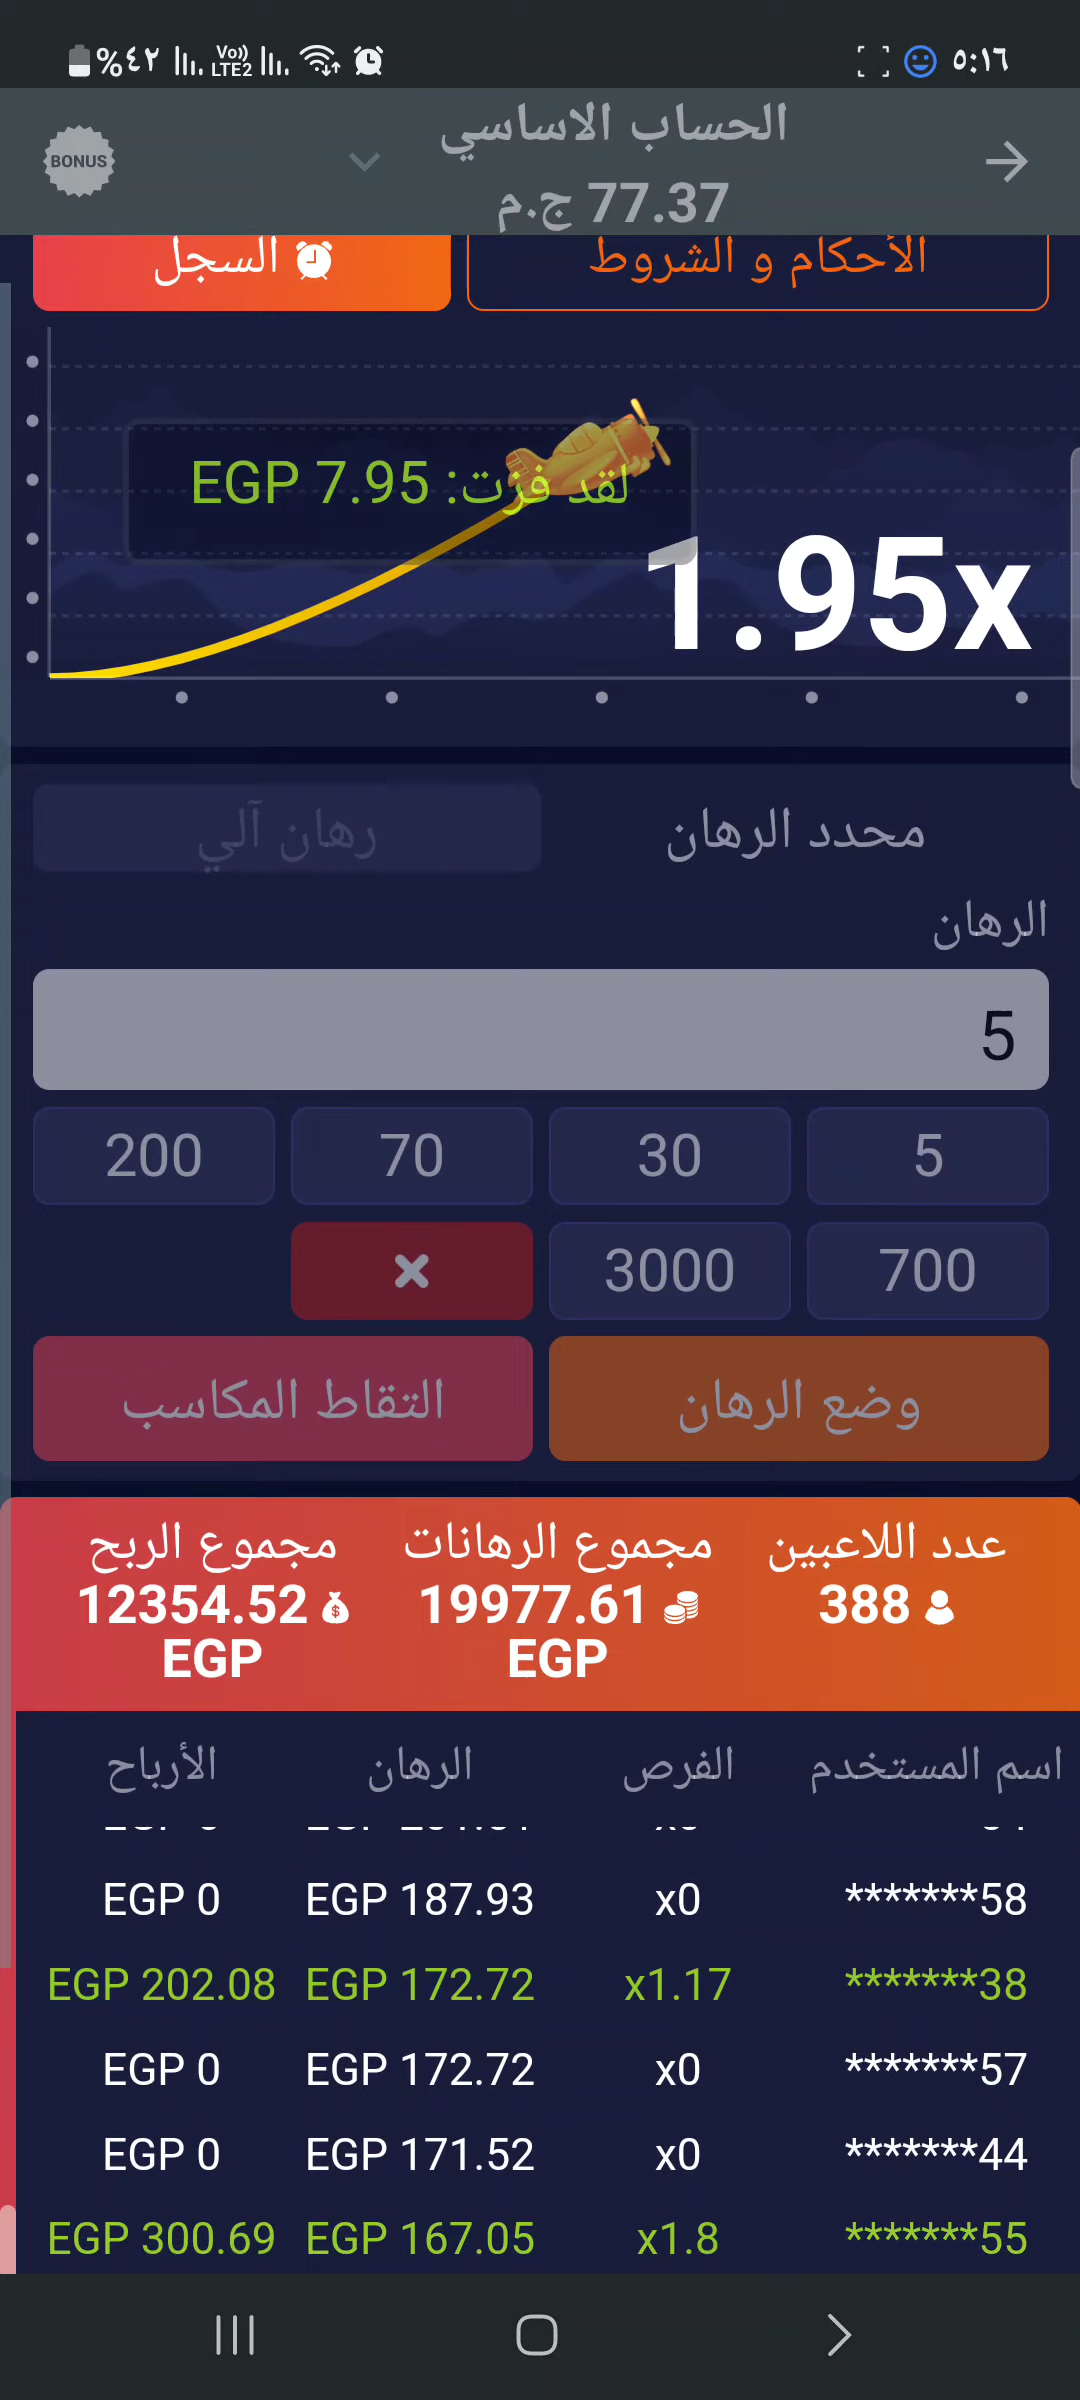 %٤٢ Vo)) LTE2 ٥:١٦
الحساب الاساسي
77.37 ج.م
BONUS
الأحكام و الشروط
السجل
لقد فزت: EGP 7.95
1.95x
محدد الرهان
رهان آلي
الرهان
5
5 30 70 200
700 3000
وضع الرهان
التقاط المكاسب
عدد اللاعبين
388
مجموع الرهانات
19977.61
EGP
مجموع الربح
12354.52
EGP
اسم المستخدم الفرص الرهان الأرباح
*******58 x0 EGP 187.93 EGP 0
*******38 x1.17 EGP 172.72 EGP 202.08
*******57 x0 EGP 172.72 EGP 0
*******44 x0 EGP 171.52 EGP 0
*******55 x1.8 EGP 167.05 EGP 300.69